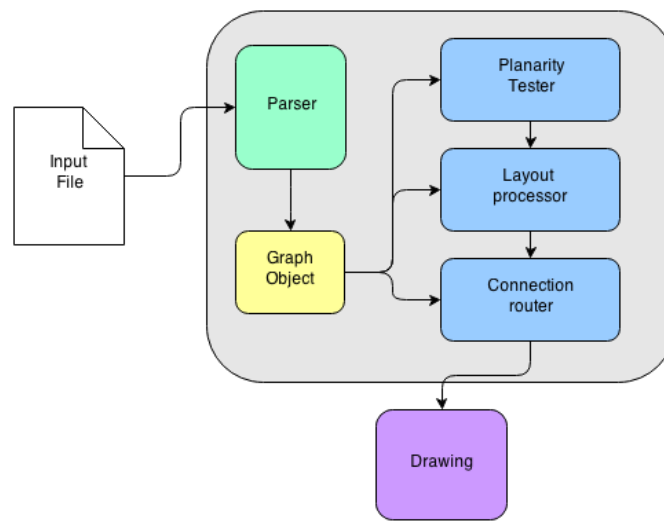 Input
File
Parser
Graph
Object
Planarity
Tester
Layout
processor
Connection
router
Drawing